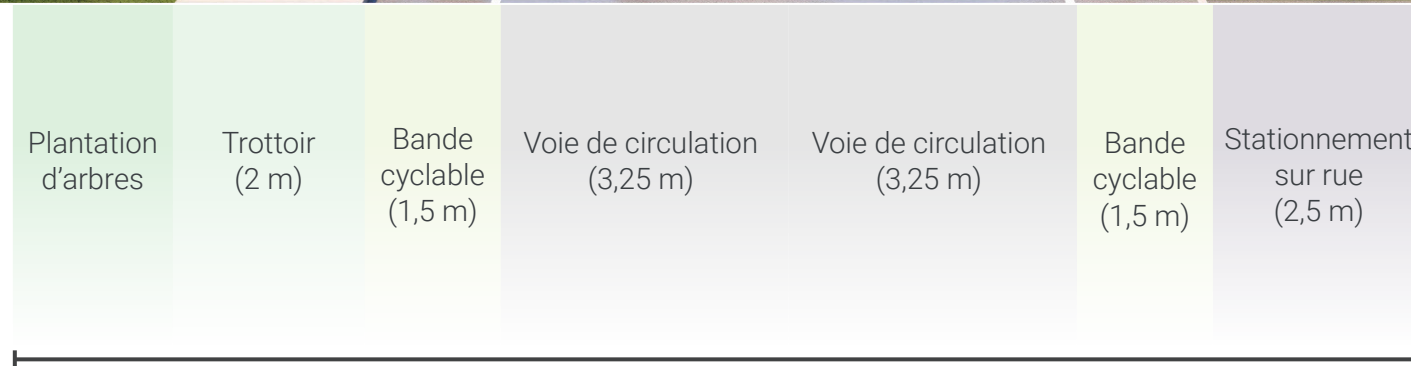 Plantation
d’arbres
Trottoir
(2 m)
Bande
cyclable
(1,5 m)
Voie de circulation
(3,25 m)
Voie de circulation
(3,25 m)
Bande
cyclable
(1,5 m)
Stationnement
sur rue
(2,5 m)